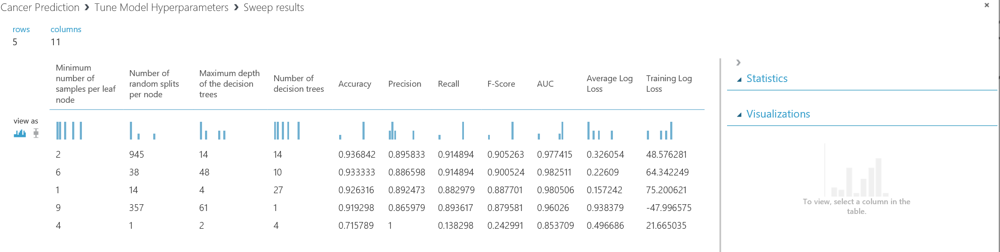 Cancer Prediction > Tune Model Hyperparameters > Sweep results
rows columns
5 11
Minimum number of samples per leaf node
Number of random splits per node
Maximum depth of the decision trees
Number of decision trees
Accuracy
Precision
Recall
F-Score
AUC
Average Log Loss
Training Log Loss
view as
2 945 14 14 0.936842 0.895833 0.914894 0.905263 0.977415 0.326054 48.576281
6 38 48 10 0.933333 0.886598 0.914894 0.900524 0.982511 0.22609 64.342249
1 14 4 27 0.926316 0.892473 0.882979 0.887701 0.980506 0.157242 75.200621
9 357 61 1 0.919298 0.865979 0.893617 0.879581 0.96026 0.938379 -47.996575
4 1 2 4 0.715789 1 0.138298 0.242991 0.853709 0.496686 21.665035
Statistics
Visualizations
To view, select a column in the
table.